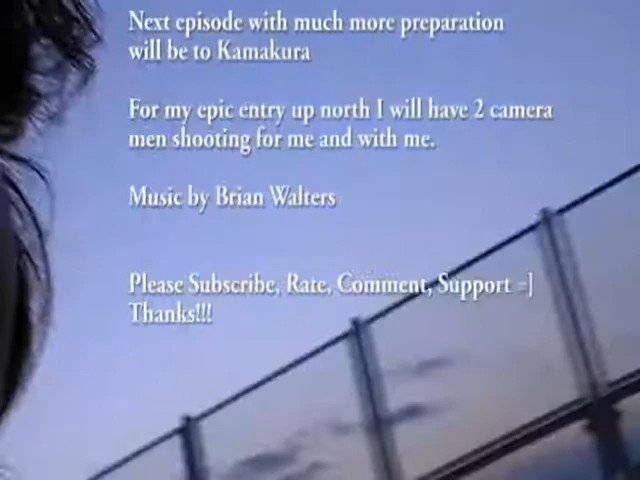 Next episode with much more preparation
will be to Kamakura
For my epic entry up north I will have 2 camera
men shooting for me and with me.
Music by Brian Walters
Please Subscribe, Rate, Comment, Support =]
Thanks!!!